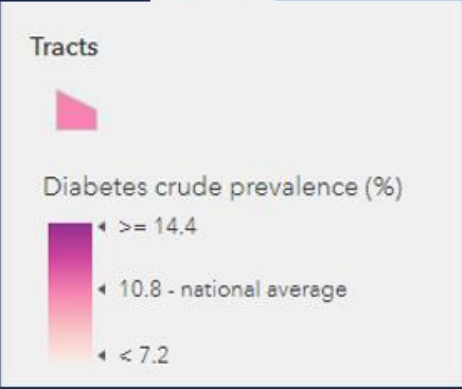 Tracts
Diabetes crude prevalence (%)
>= 14.4
10.8 - national average
< 7.2